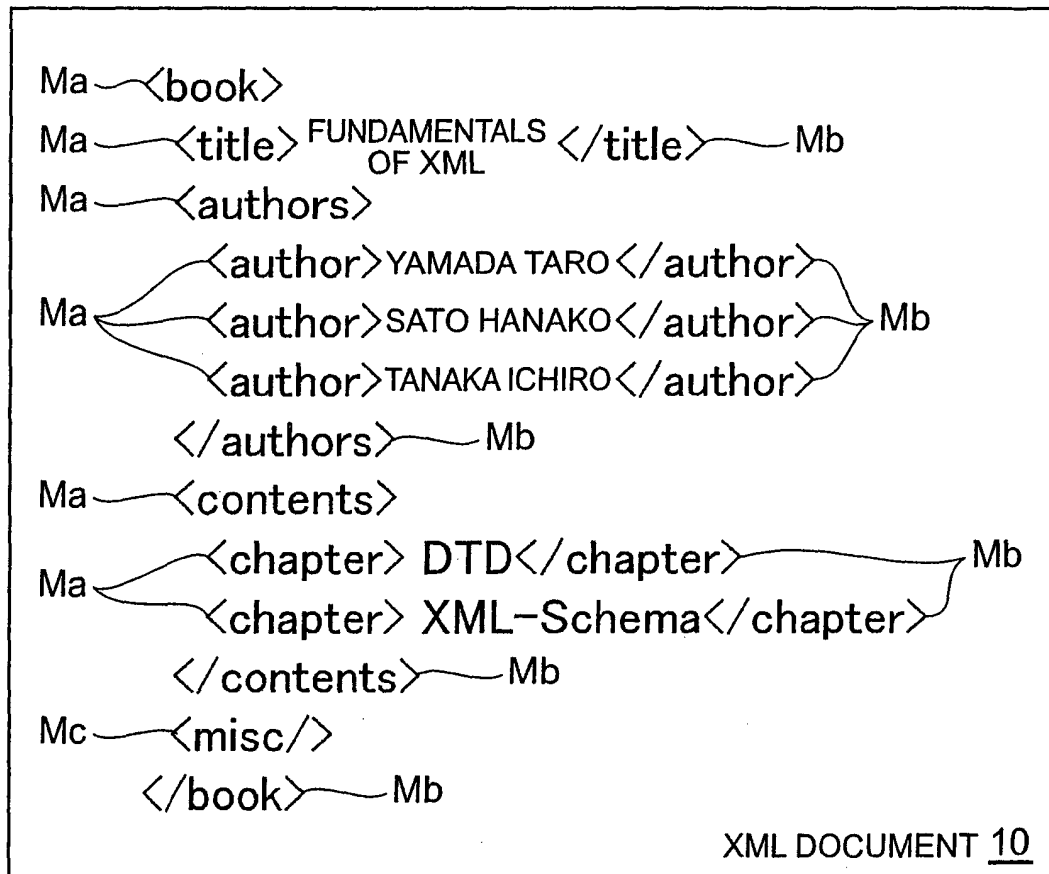 Ma <book>
Ma <title> FUNDAMENTALS OF XML </title> Mb
Ma <authors>
<author>YAMADA TARO</author>
Ma <author>SATO HANAKO</author> Mb
<author>TANAKA ICHIRO</author>
</authors> Mb
Ma <contents>
<chapter> DTD</chapter> Mb
Ma
<chapter> XML-Schema</chapter>
</contents> Mb
Mc <misc/>
</book> Mb
XML DOCUMENT 10